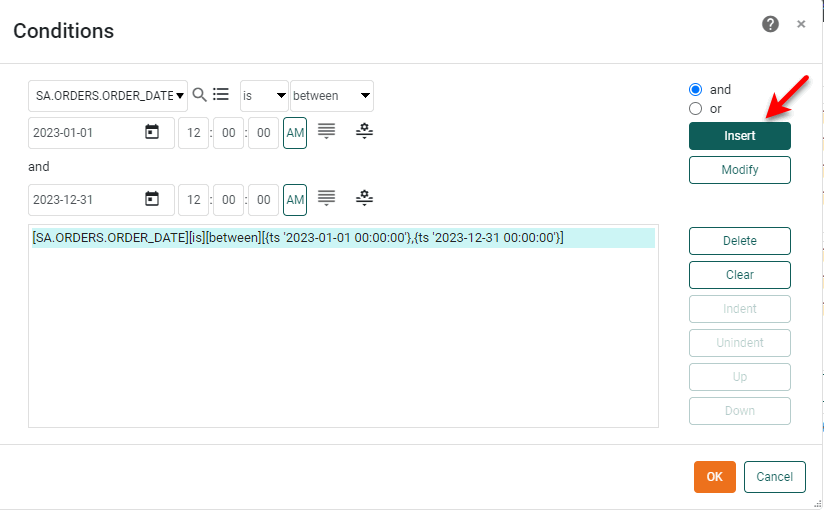 Conditions
SA.ORDERS.ORDER_DATE is between
and
or
2023-01-01 12 : 00 : 00 AM
Insert
and
Modify
2023-12-31 12 : 00 : 00 AM
[SA.ORDERS.ORDER_DATE][is][between][{ts '2023-01-01 00:00:00'},{ts '2023-12-31 00:00:00'}]
Delete
Clear
Indent
Unindent
Up
Down
OK Cancel